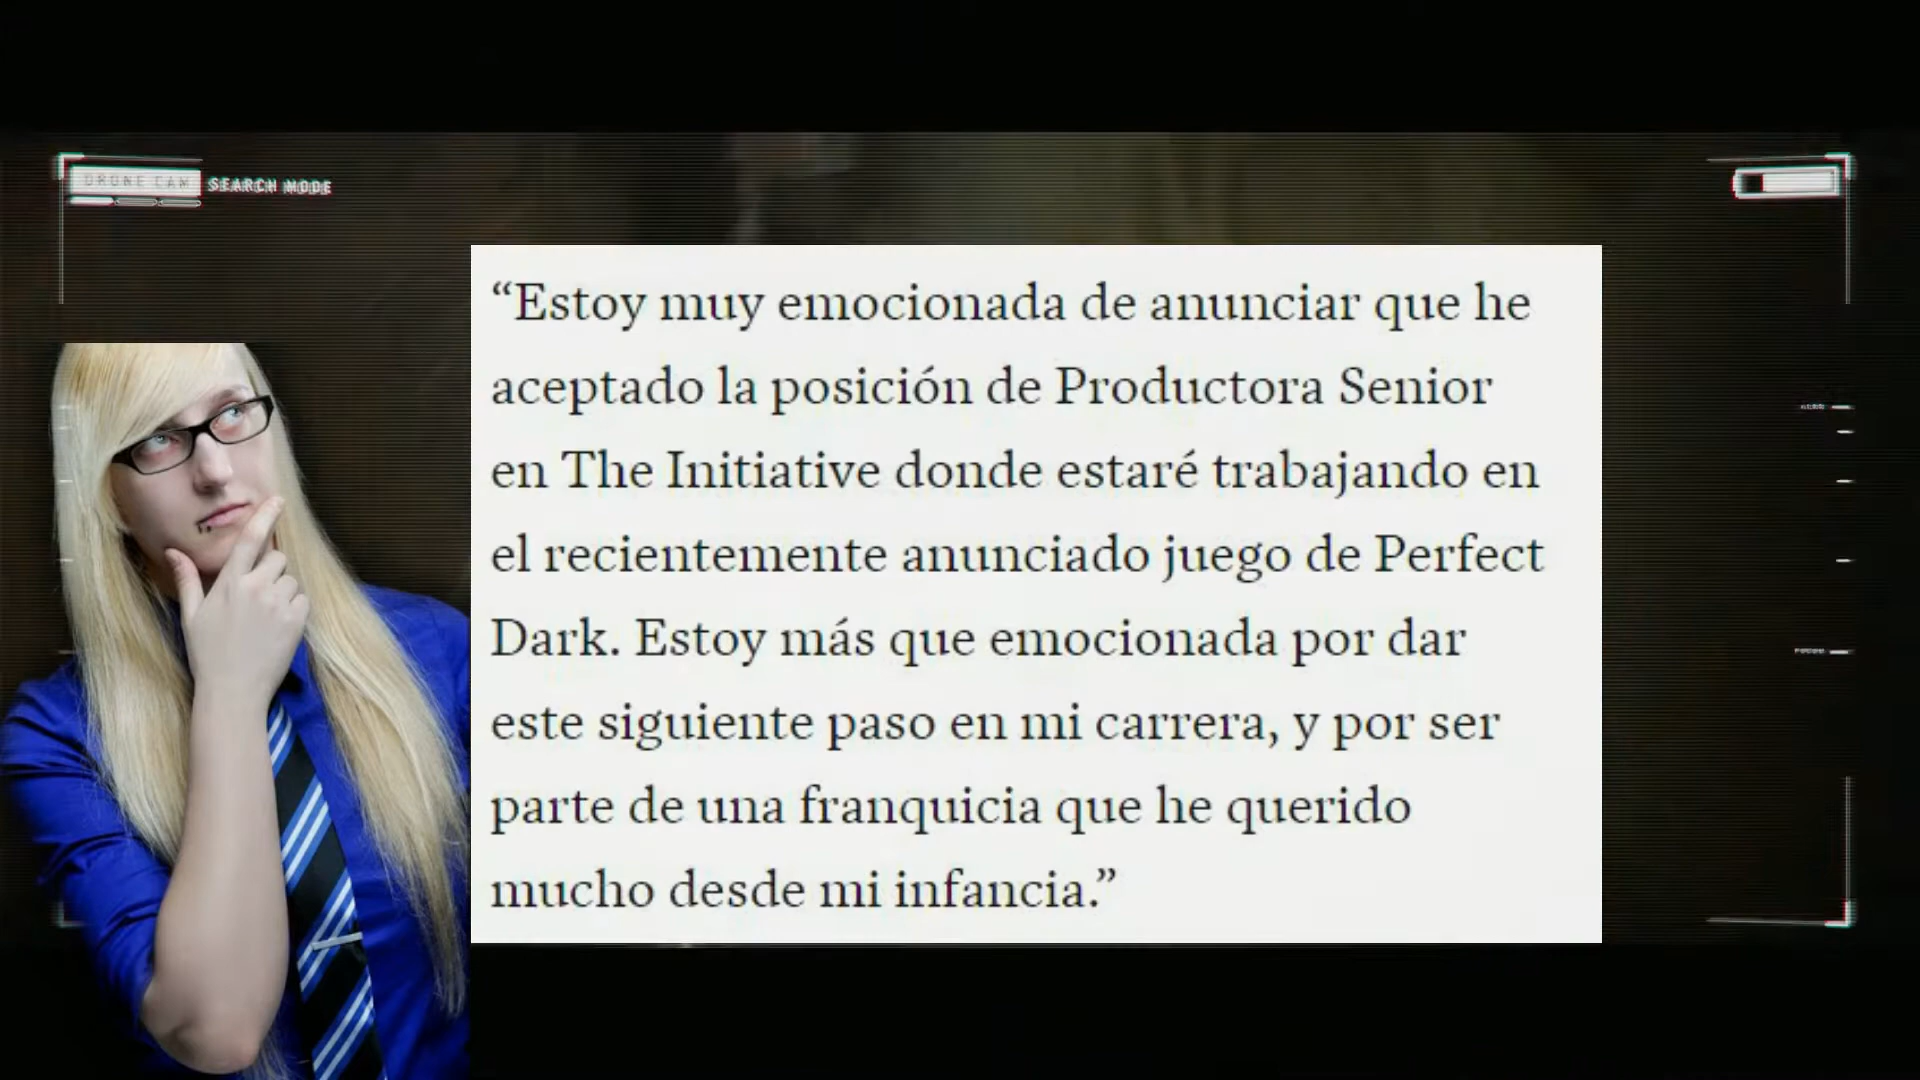 DRONE CAM SEARCH MODE
“Estoy muy emocionada de anunciar que he
aceptado la posición de Productora Senior
en The Initiative donde estaré trabajando en
el recientemente anunciado juego de Perfect
Dark. Estoy más que emocionada por dar
este siguiente paso en mi carrera, y por ser
parte de una franquicia que he querido
mucho desde mi infancia.”